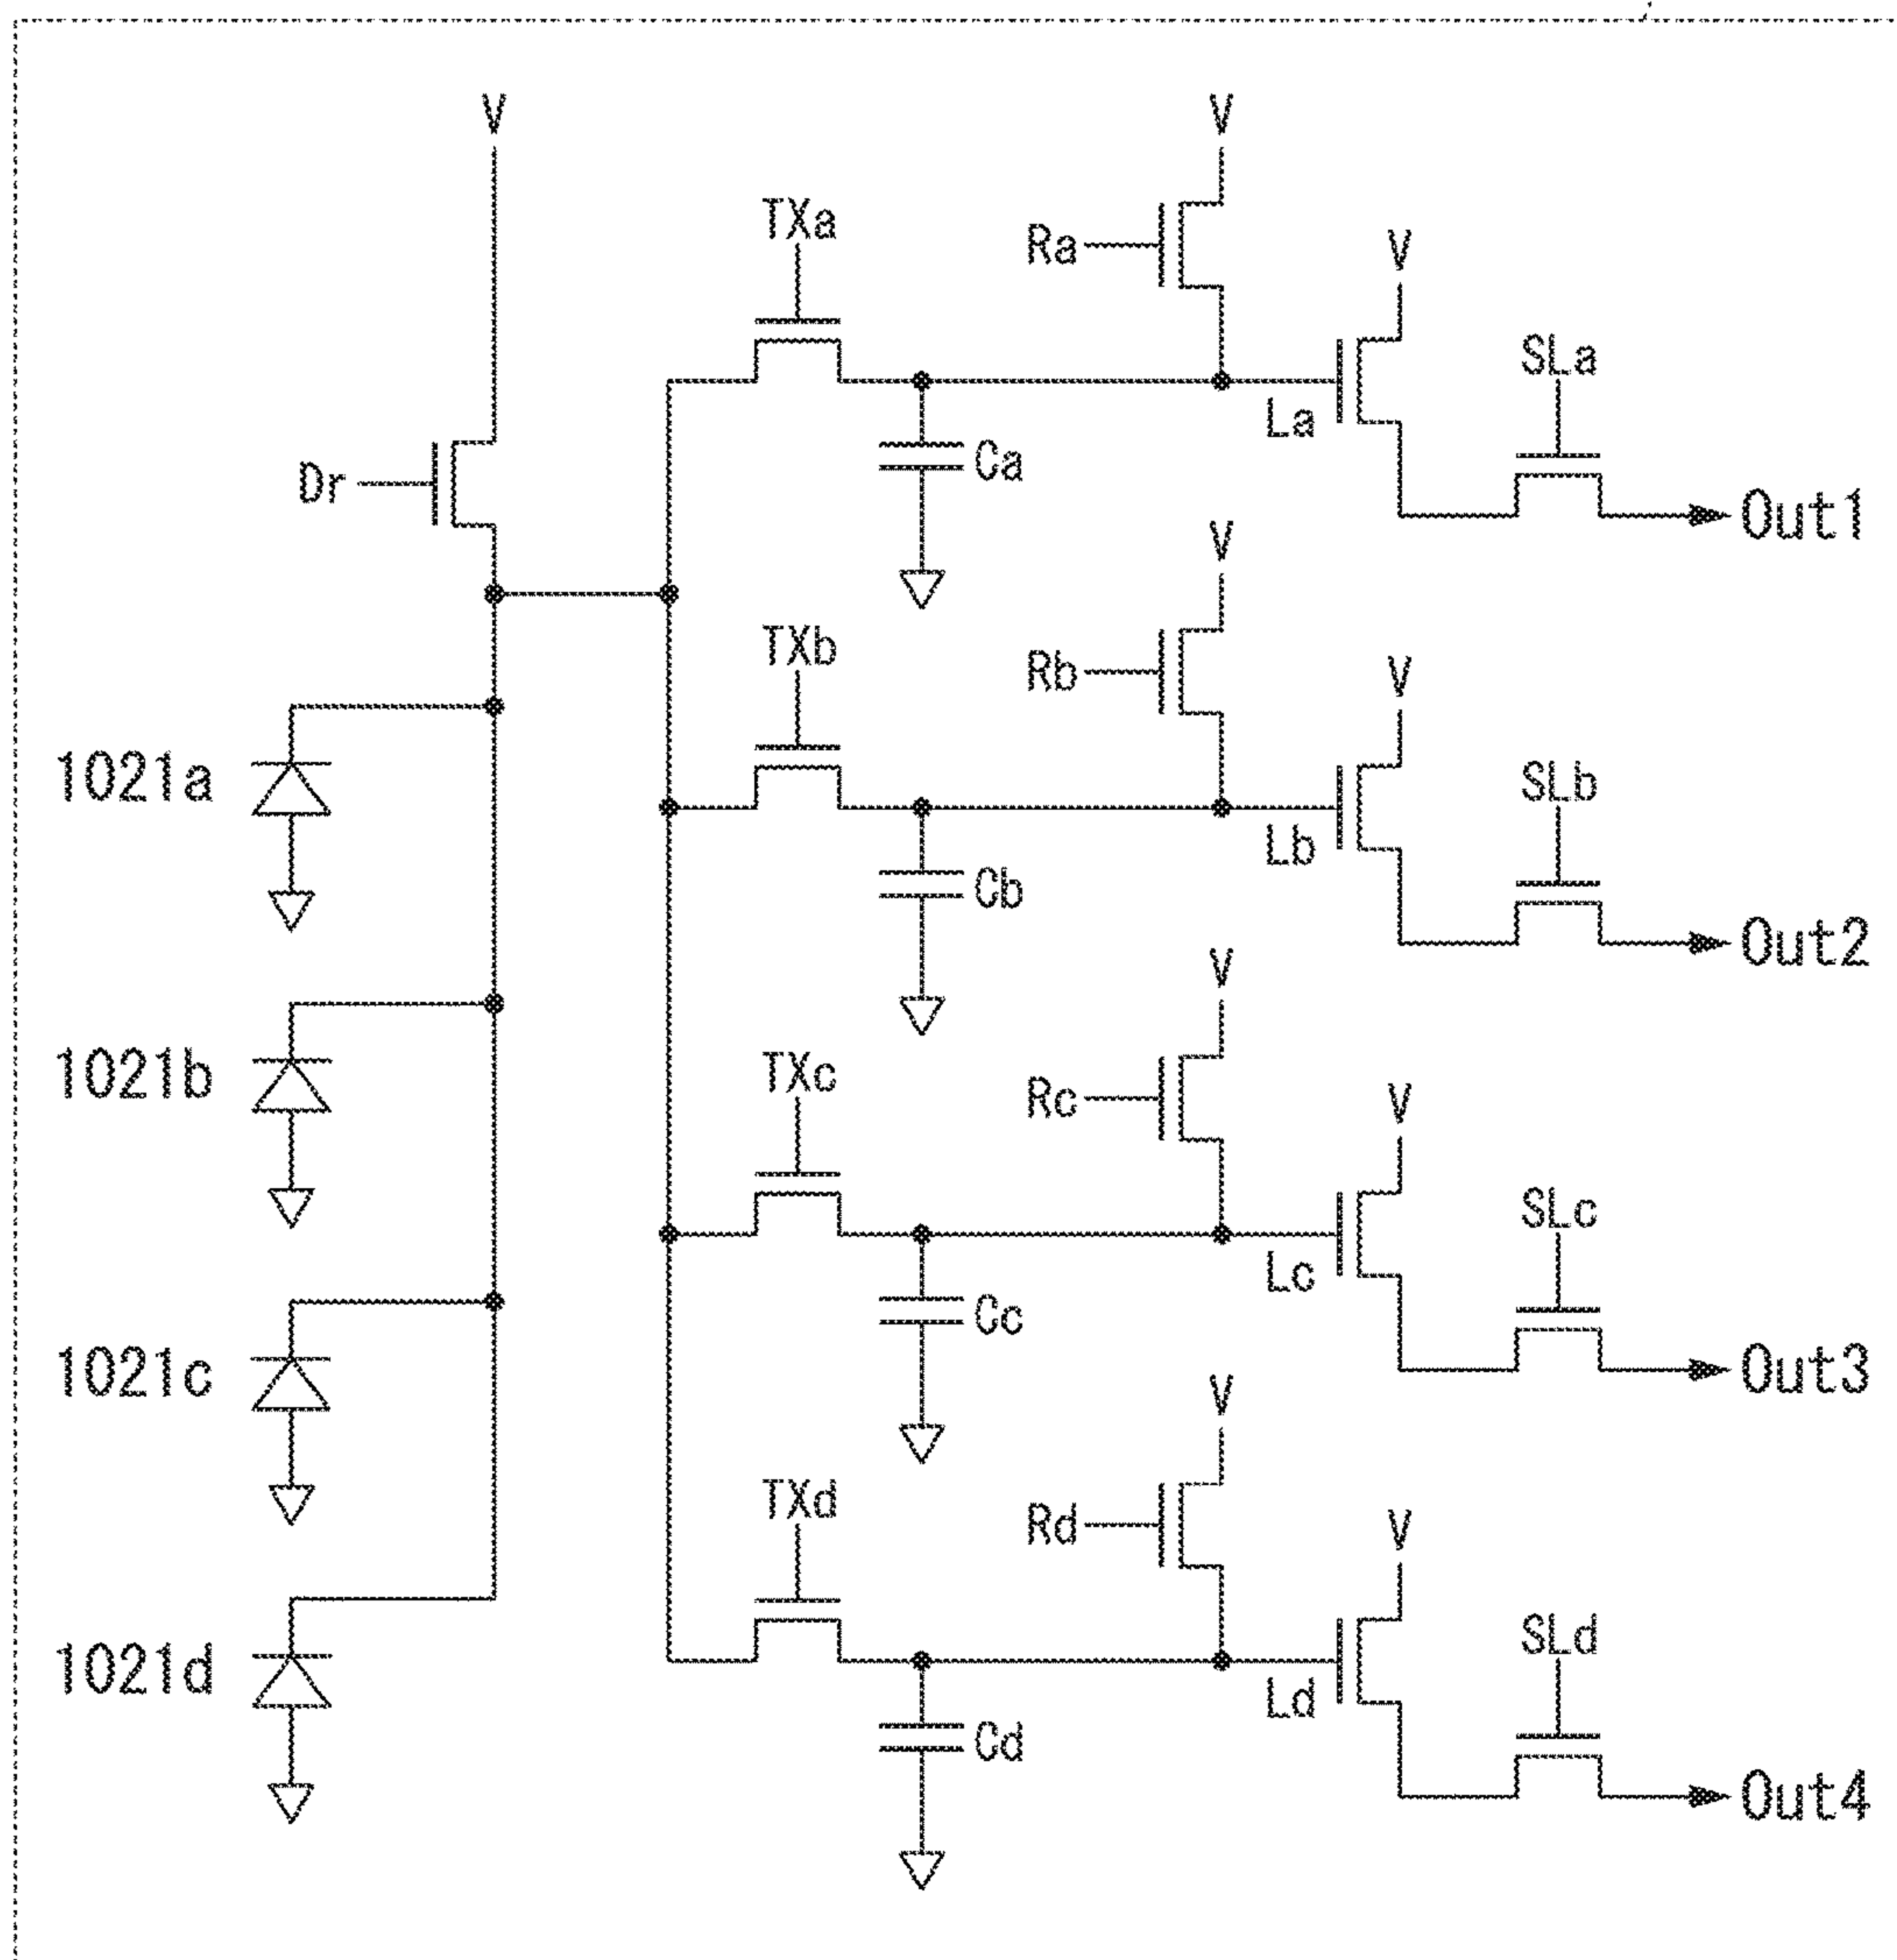 V
V
TXa
Ra
V
SLa
La
Ca
Dr
Out1
V
TXb
Rb
V
SLb
1021a
Lb
Cb
Out2
V
1021b
TXc
Rc
V
SLc
Lc
Cc
1021c
Out3
V
TXd
Rd
V
SLd
1021d
Ld
Cd
Out4